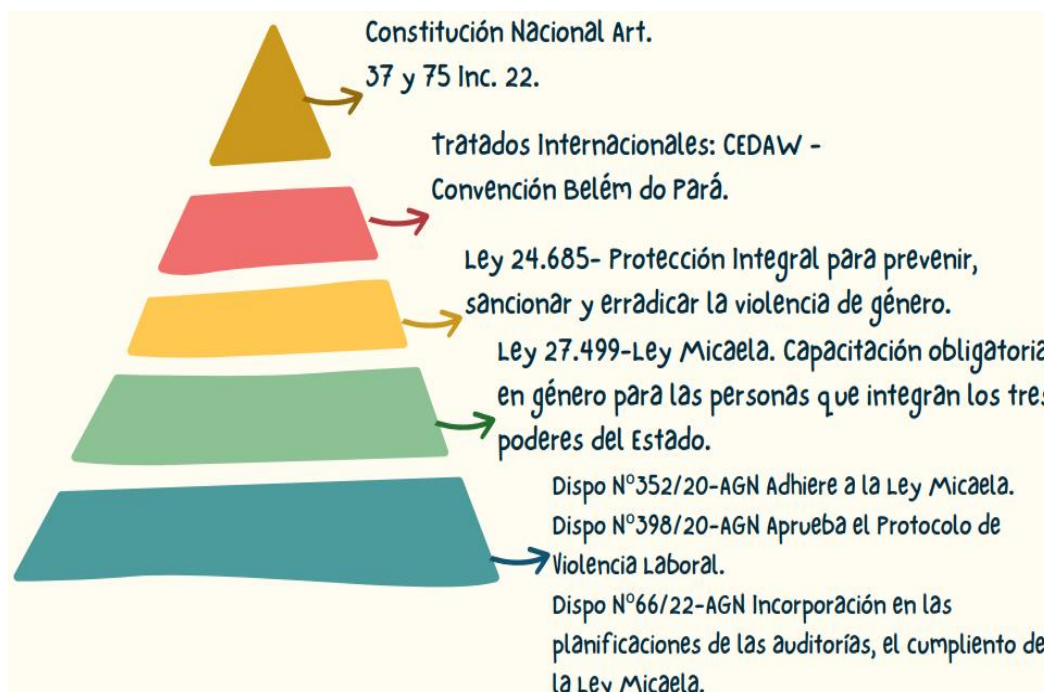 Constitución Nacional Art.
37 y 75 Inc. 22.
Tratados Internacionales: CEDAW -
Convención Belém do Pará.
Ley 24.685- Protección Integral para prevenir,
sancionar y erradicar la violencia de género.
Ley 27.499-Ley Micaela. Capacitación obligatoria
en género para las personas que integran los tres
poderes del Estado.
Dispo N°352/20-AGN Adhiere a la Ley Micaela.
Dispo N°398/20-AGN Aprueba el Protocolo de
Violencia Laboral.
Dispo N°66/22-AGN Incorporación en las
planificaciones de las auditorías, el cumpliento de
la Ley Micaela.